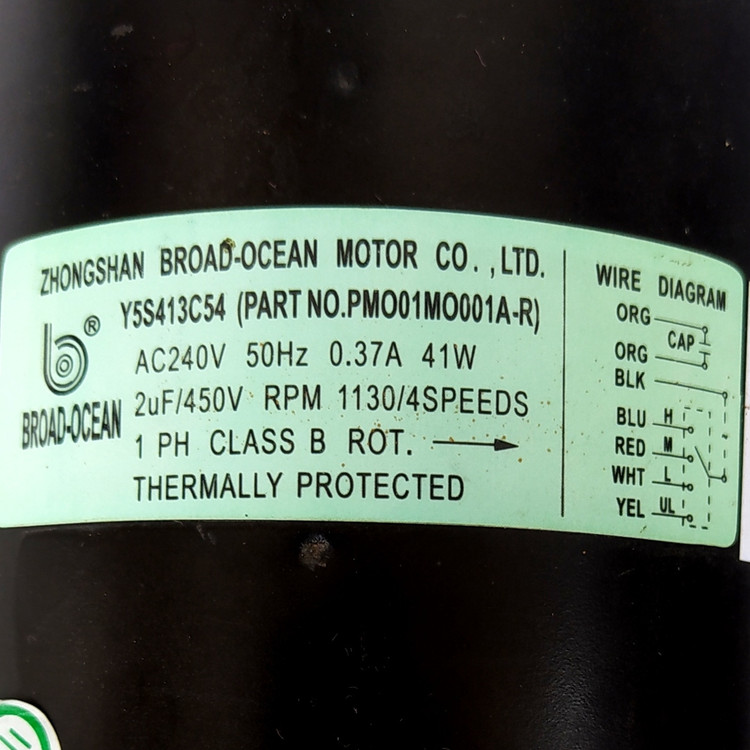 ZHONGSHAN BROAD-OCEAN MOTOR CO.,LTD.
Y5S413C54 (PART NO.PMO01MO001A-R)
®
BROAD-OCEAN
AC240V 50Hz 0.37A 41W
2uF/450V RPM 1130/4SPEEDS
1 PH CLASS B ROT.
THERMALLY PROTECTED
WIRE DIAGRAM
ORG
CAP
ORG
BLK
BLU H
RED M
WHT L
YEL UL